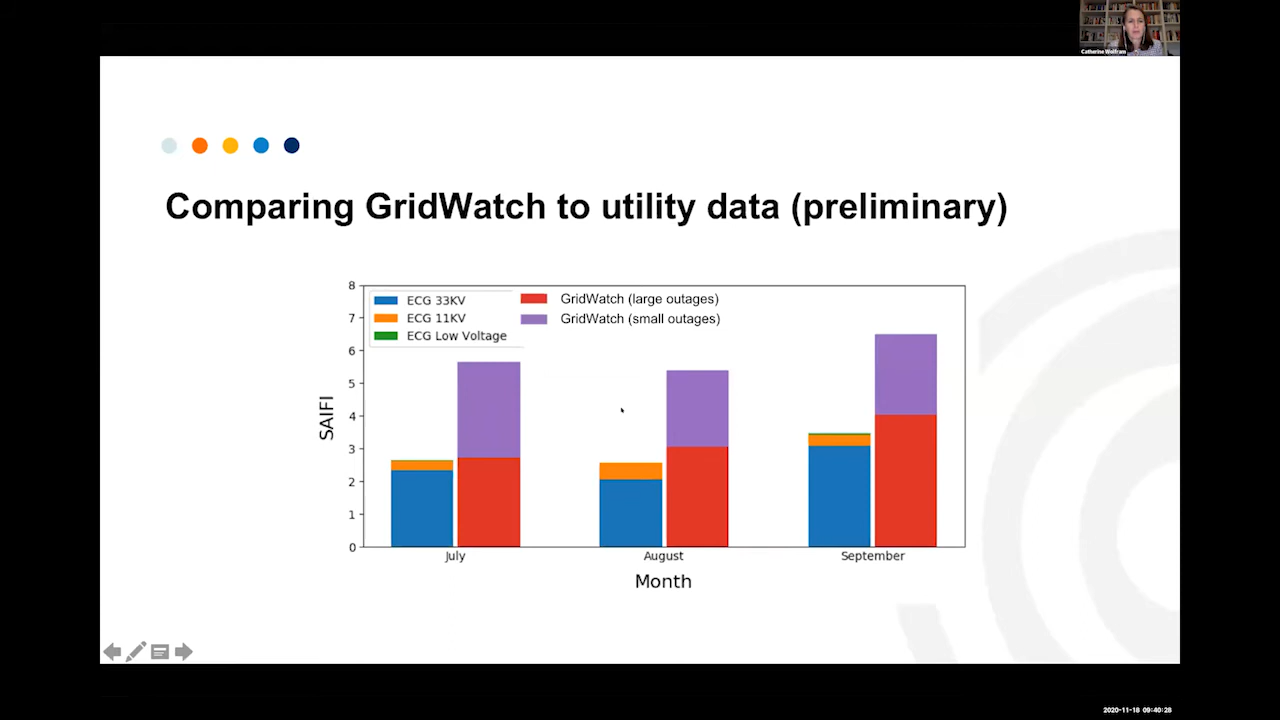 Catherine Wolfram
Comparing GridWatch to utility data (preliminary)
ECG 33KV
ECG 11KV
ECG Low Voltage
GridWatch (large outages)
GridWatch (small outages)
SAIFI
8
7
6
5
4
3
2
1
0
July
August
September
Month
2020-11-18 09:40:28